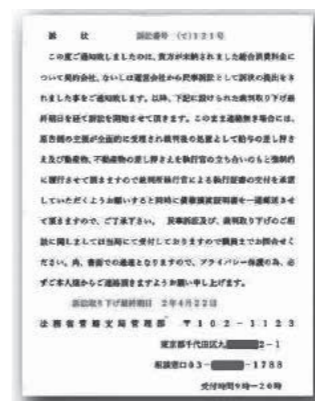 訴　状　訴訟番号（て）121号
この度ご通知致しましたのは、貴方が未納されました総合消費料金に
ついて契約会社、ないしは運営会社から民事訴訟として訴状の提出をさ
れました事をご通知致します。以降、下記に設けられた裁判取り下げ最
終期日を経て訴訟を開始させて頂きます。このまま連絡無き場合には、
原告側の主張が全面的に受理され裁判後の処置として給与の差し押さ
え及び動産物、不動産物の差し押さえを執行官の立ち合いのもと強制的
に履行させて頂きますので裁判所執行官による執行証書の交付を承諾
していただくようお願いすると同時に債権譲渡証明書を一通郵送させ
て頂きますので、ご了承下さい。民事訴訟及び、裁判取り下げのご相
談に関しましては当局にて受付しておりますので職員までお問合せく
ださい。内、書面での通達となりますので、プライバシー保護の為、必
ずご本人様からご連絡頂きますようお願い申し上げます。
訴訟取り下げ最終期日　2年4月22日
法務省管轄支局管理部　〒102-1123
東京都千代田区九 2-1
相談窓口03- -1788
受付時間9時～20時